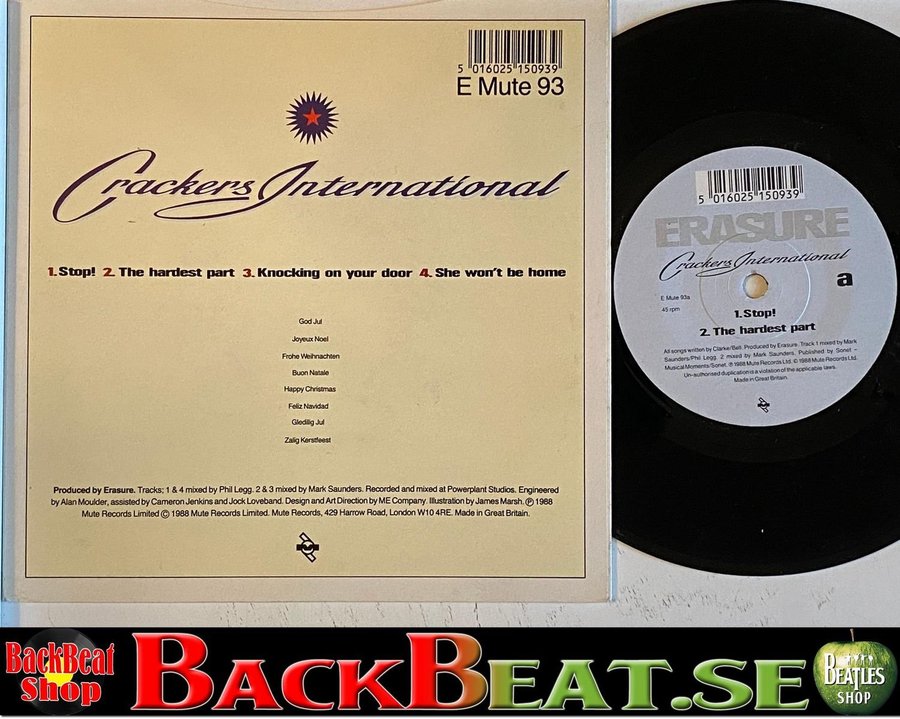 5 016025 150939
E Mute 93
Crackers International
1. Stop! 2. The hardest part 3. Knocking on your door 4. She won't be home
God Jul
Joyeux Noel
Frohe Weihnachten
Buon Natale
Happy Christmas
Feliz Navidad
Gledilig Jul
Zalig Kerstfeest
Produced by Erasure. Tracks; 1 & 4 mixed by Phil Legg. 2 & 3 mixed by Mark Saunders. Recorded and mixed at Powerplant Studios. Engineered
by Alan Moulder, assisted by Cameron Jenkins and Jock Loveband. Design and Art Direction by ME Company. Illustration by James Marsh. ℗ 1988
Mute Records Limited © 1988 Mute Records Limited. Mute Records, 429 Harrow Road, London W10 4RE. Made in Great Britain.
5 016025 150939
ERASURE
Crackers International
a
E Mute 93a
45 rpm
1. Stop!
2. The hardest part
All songs written by Clarke/Bell. Produced by Erasure. Track 1 mixed by Mark
Saunders/Phil Legg. 2 mixed by Mark Saunders. Published by Sonet –
Musical Moments/Sonet. ℗ 1988 Mute Records Ltd. © 1988 Mute Records Ltd.
Un-authorised duplication is a violation of the applicable laws.
Made in Great Britain.
BackBeat
Shop
BACKBEAT.SE
BEATLES
SHOP